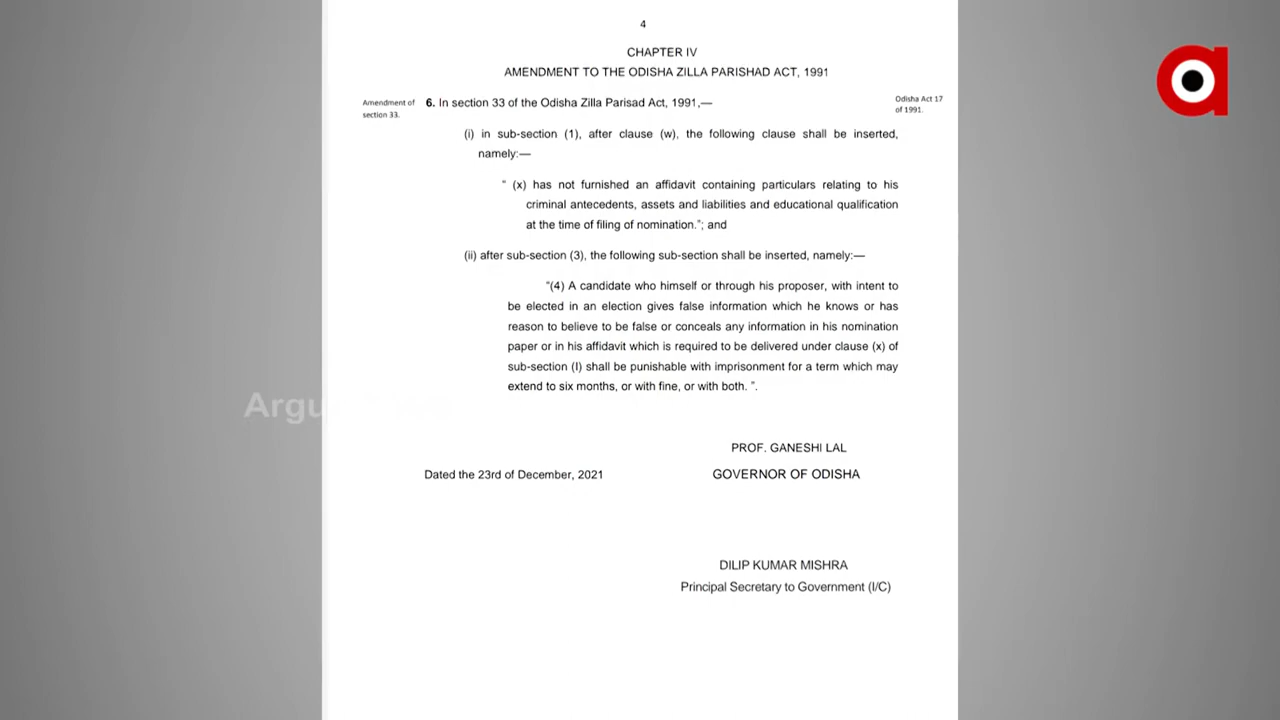 4
CHAPTER IV
AMENDMENT TO THE ODISHA ZILLA PARISHAD ACT, 1991
Amendment of
section 33.
6. In section 33 of the Odisha Zilla Parisad Act, 1991,—
Odisha Act 17
of 1991.
(i) in sub-section (1), after clause (w), the following clause shall be inserted,
namely:—
" (x) has not furnished an affidavit containing particulars relating to his
criminal antecedents, assets and liabilities and educational qualification
at the time of filing of nomination."; and
(ii) after sub-section (3), the following sub-section shall be inserted, namely:—
"(4) A candidate who himself or through his proposer, with intent to
be elected in an election gives false information which he knows or has
reason to believe to be false or conceals any information in his nomination
paper or in his affidavit which is required to be delivered under clause (x) of
sub-section (I) shall be punishable with imprisonment for a term which may
extend to six months, or with fine, or with both. ".
Argu
PROF. GANESHI LAL
Dated the 23rd of December, 2021
GOVERNOR OF ODISHA
DILIP KUMAR MISHRA
Principal Secretary to Government (I/C)